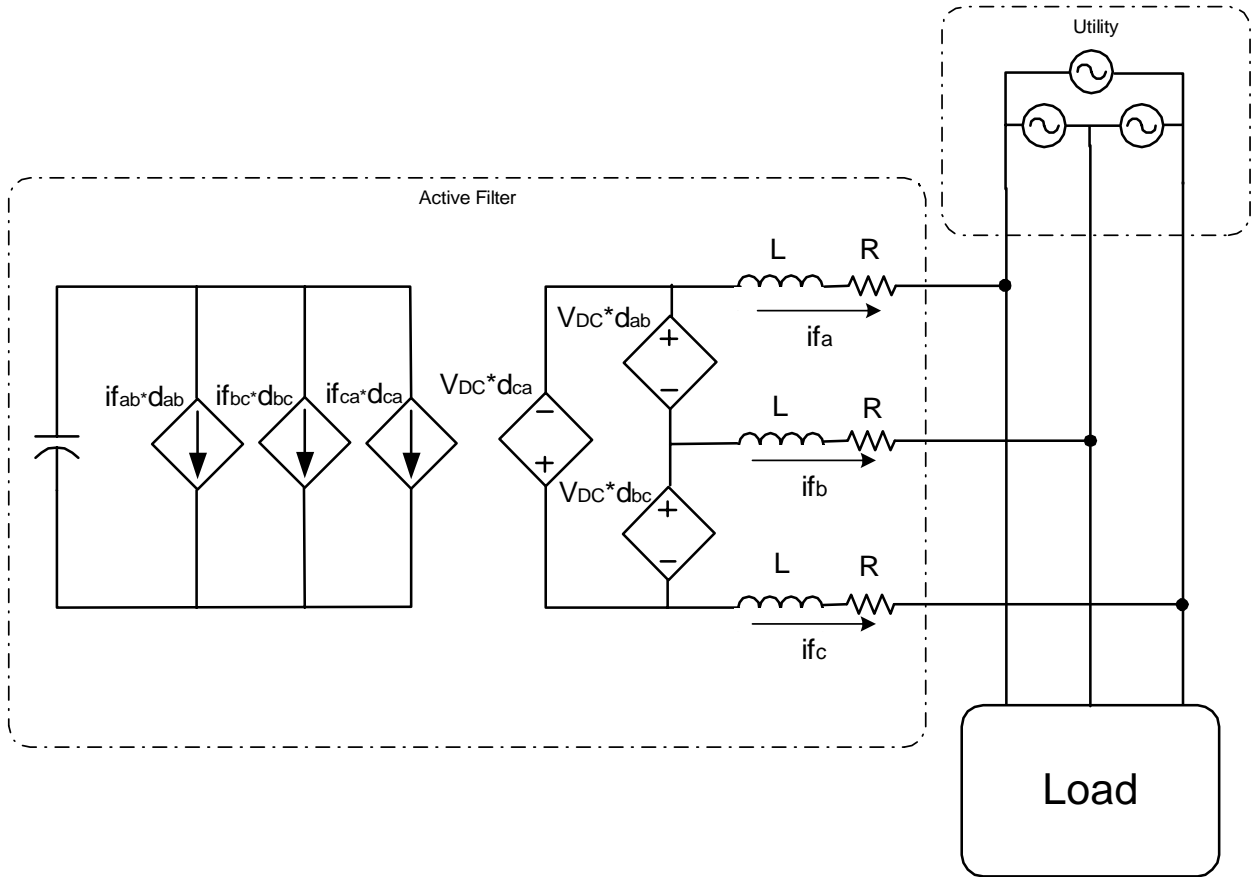 Utility
Active Filter
L R
ifa
VDC*dab
ifab*dab ifbc*dbc ifca*dca VDC*dca
L R
ifb
VDC*dbc
L R
ifc
Load